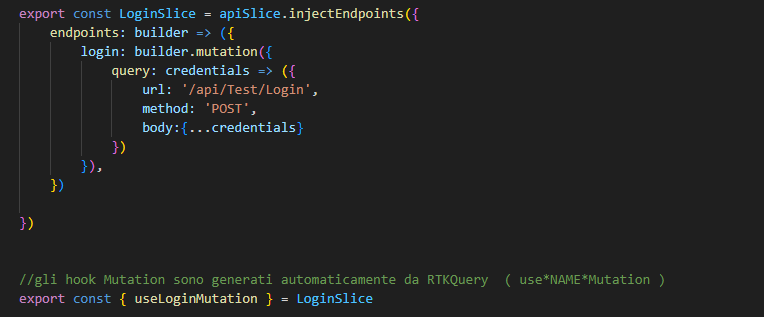 export const LoginSlice = apiSlice.injectEndpoints({
    endpoints: builder => ({
        login: builder.mutation({
            query: credentials => ({
                url: '/api/Test/Login',
                method: 'POST',
                body:{...credentials}
            })
        }),
    })

})


//gli hook Mutation sono generati automaticamente da RTKQuery  ( use*NAME*Mutation )
export const { useLoginMutation } = LoginSlice